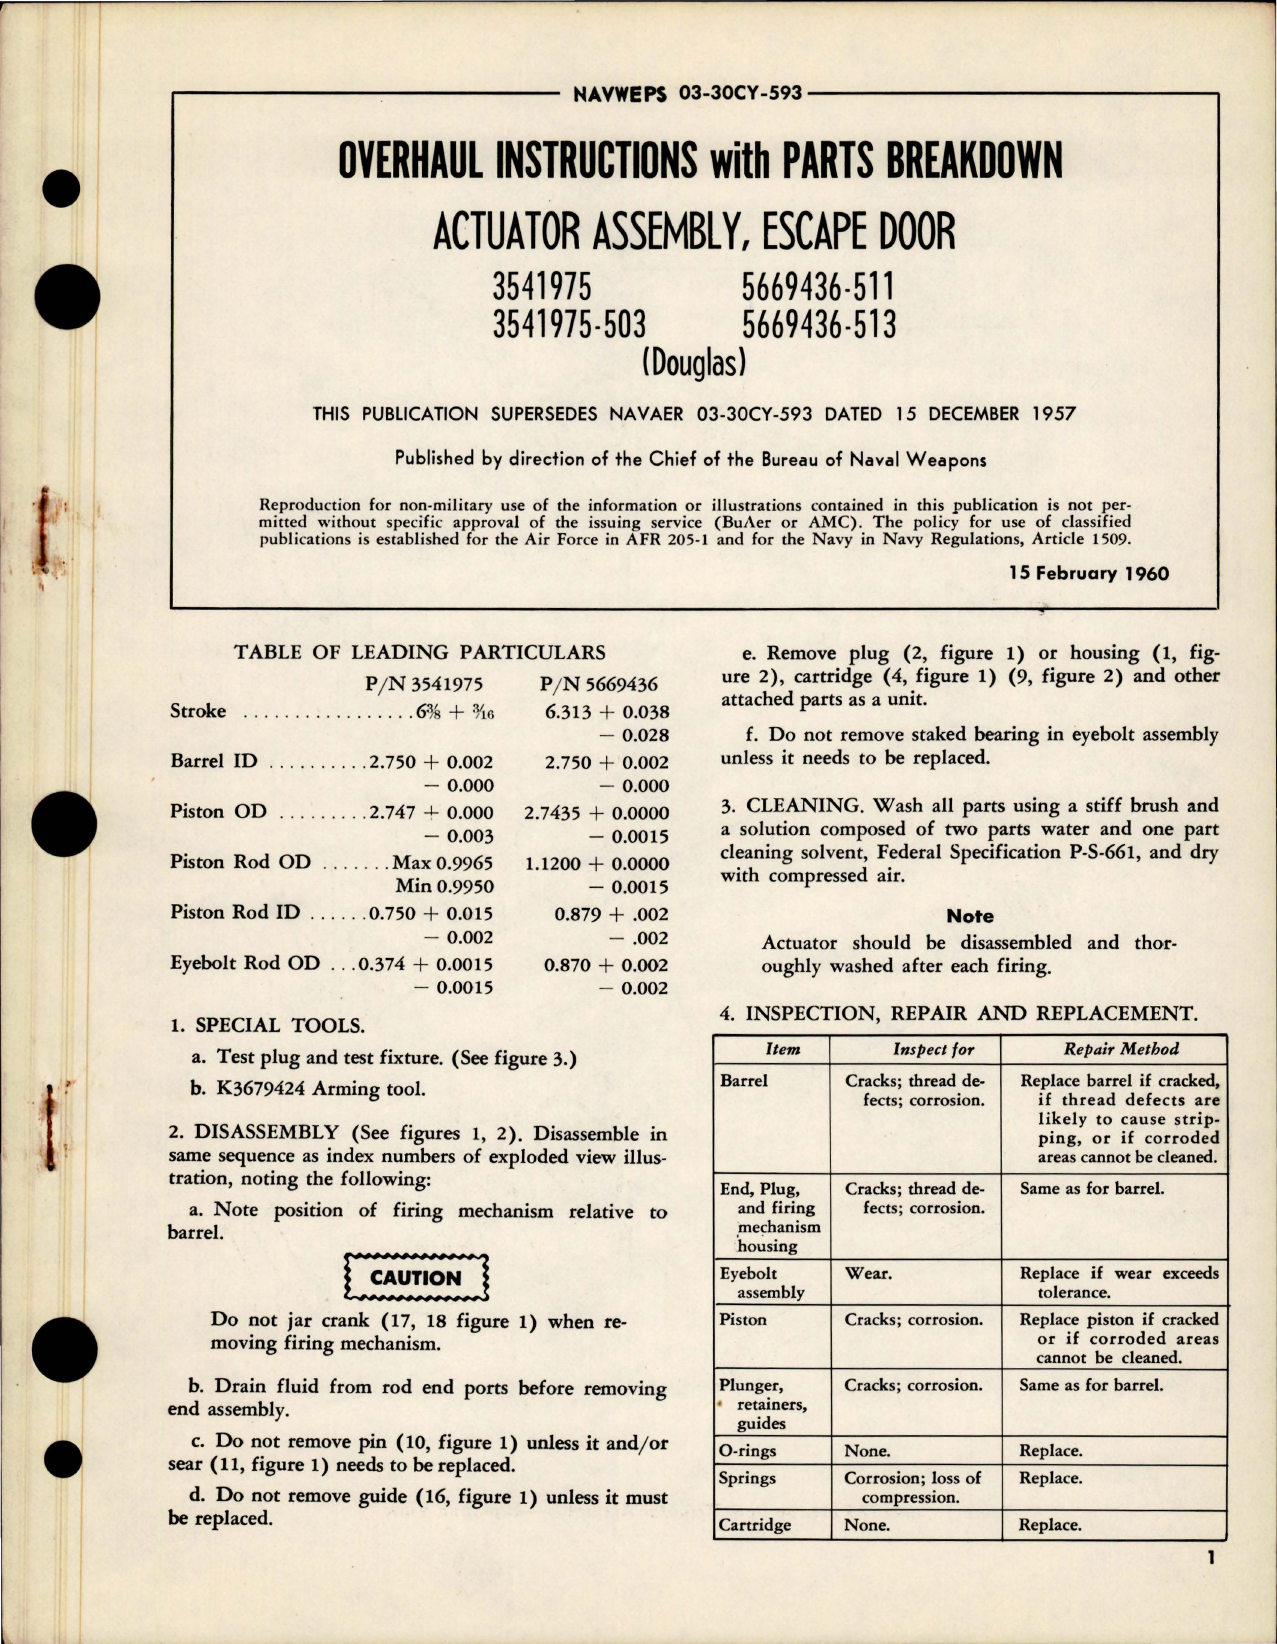 NAVWEPS 03-30CY-593
OVERHAUL INSTRUCTIONS with PARTS BREAKDOWN
ACTUATOR ASSEMBLY, ESCAPE DOOR
3541975 5669436-511
3541975-503 5669436-513
(Douglas)
THIS PUBLICATION SUPERSEDES NAVAER 03-30CY-593 DATED 15 DECEMBER 1957
Published by direction of the Chief of the Bureau of Naval Weapons
Reproduction for non-military use of the information or illustrations contained in this publication is not per-
mitted without specific approval of the issuing service (BuAer or AMC). The policy for use of classified
publications is established for the Air Force in AFR 205-1 and for the Navy in Navy Regulations, Article 1509.
15 February 1960
TABLE OF LEADING PARTICULARS
P/N 3541975 P/N 5669436
Stroke .................6⅜ + 3⁄16 6.313 + 0.038
— 0.028
Barrel ID ..........2.750 + 0.002 2.750 + 0.002
— 0.000 — 0.000
Piston OD .........2.747 + 0.000 2.7435 + 0.0000
— 0.003 — 0.0015
Piston Rod OD .......Max 0.9965 1.1200 + 0.0000
Min 0.9950 — 0.0015
Piston Rod ID ......0.750 + 0.015 0.879 + .002
— 0.002 — .002
Eyebolt Rod OD ...0.374 + 0.0015 0.870 + 0.002
— 0.0015 — 0.002
1. SPECIAL TOOLS.
a. Test plug and test fixture. (See figure 3.)
b. K3679424 Arming tool.
2. DISASSEMBLY (See figures 1, 2). Disassemble in
same sequence as index numbers of exploded view illus-
tration, noting the following:
a. Note position of firing mechanism relative to
barrel.
CAUTION
Do not jar crank (17, 18 figure 1) when re-
moving firing mechanism.
b. Drain fluid from rod end ports before removing
end assembly.
c. Do not remove pin (10, figure 1) unless it and/or
sear (11, figure 1) needs to be replaced.
d. Do not remove guide (16, figure 1) unless it must
be replaced.
e. Remove plug (2, figure 1) or housing (1, fig-
ure 2), cartridge (4, figure 1) (9, figure 2) and other
attached parts as a unit.
f. Do not remove staked bearing in eyebolt assembly
unless it needs to be replaced.
3. CLEANING. Wash all parts using a stiff brush and
a solution composed of two parts water and one part
cleaning solvent, Federal Specification P-S-661, and dry
with compressed air.
Note
Actuator should be disassembled and thor-
oughly washed after each firing.
4. INSPECTION, REPAIR AND REPLACEMENT.
Item Inspect for Repair Method
Barrel Cracks; thread de- Replace barrel if cracked,
fects; corrosion. if thread defects are
likely to cause strip-
ping, or if corroded
areas cannot be cleaned.
End, Plug, Cracks; thread de- Same as for barrel.
and firing fects; corrosion.
mechanism
housing
Eyebolt Wear. Replace if wear exceeds
assembly tolerance.
Piston Cracks; corrosion. Replace piston if cracked
or if corroded areas
cannot be cleaned.
Plunger, Cracks; corrosion. Same as for barrel.
retainers,
guides
O-rings None. Replace.
Springs Corrosion; loss of Replace.
compression.
Cartridge None. Replace.
1